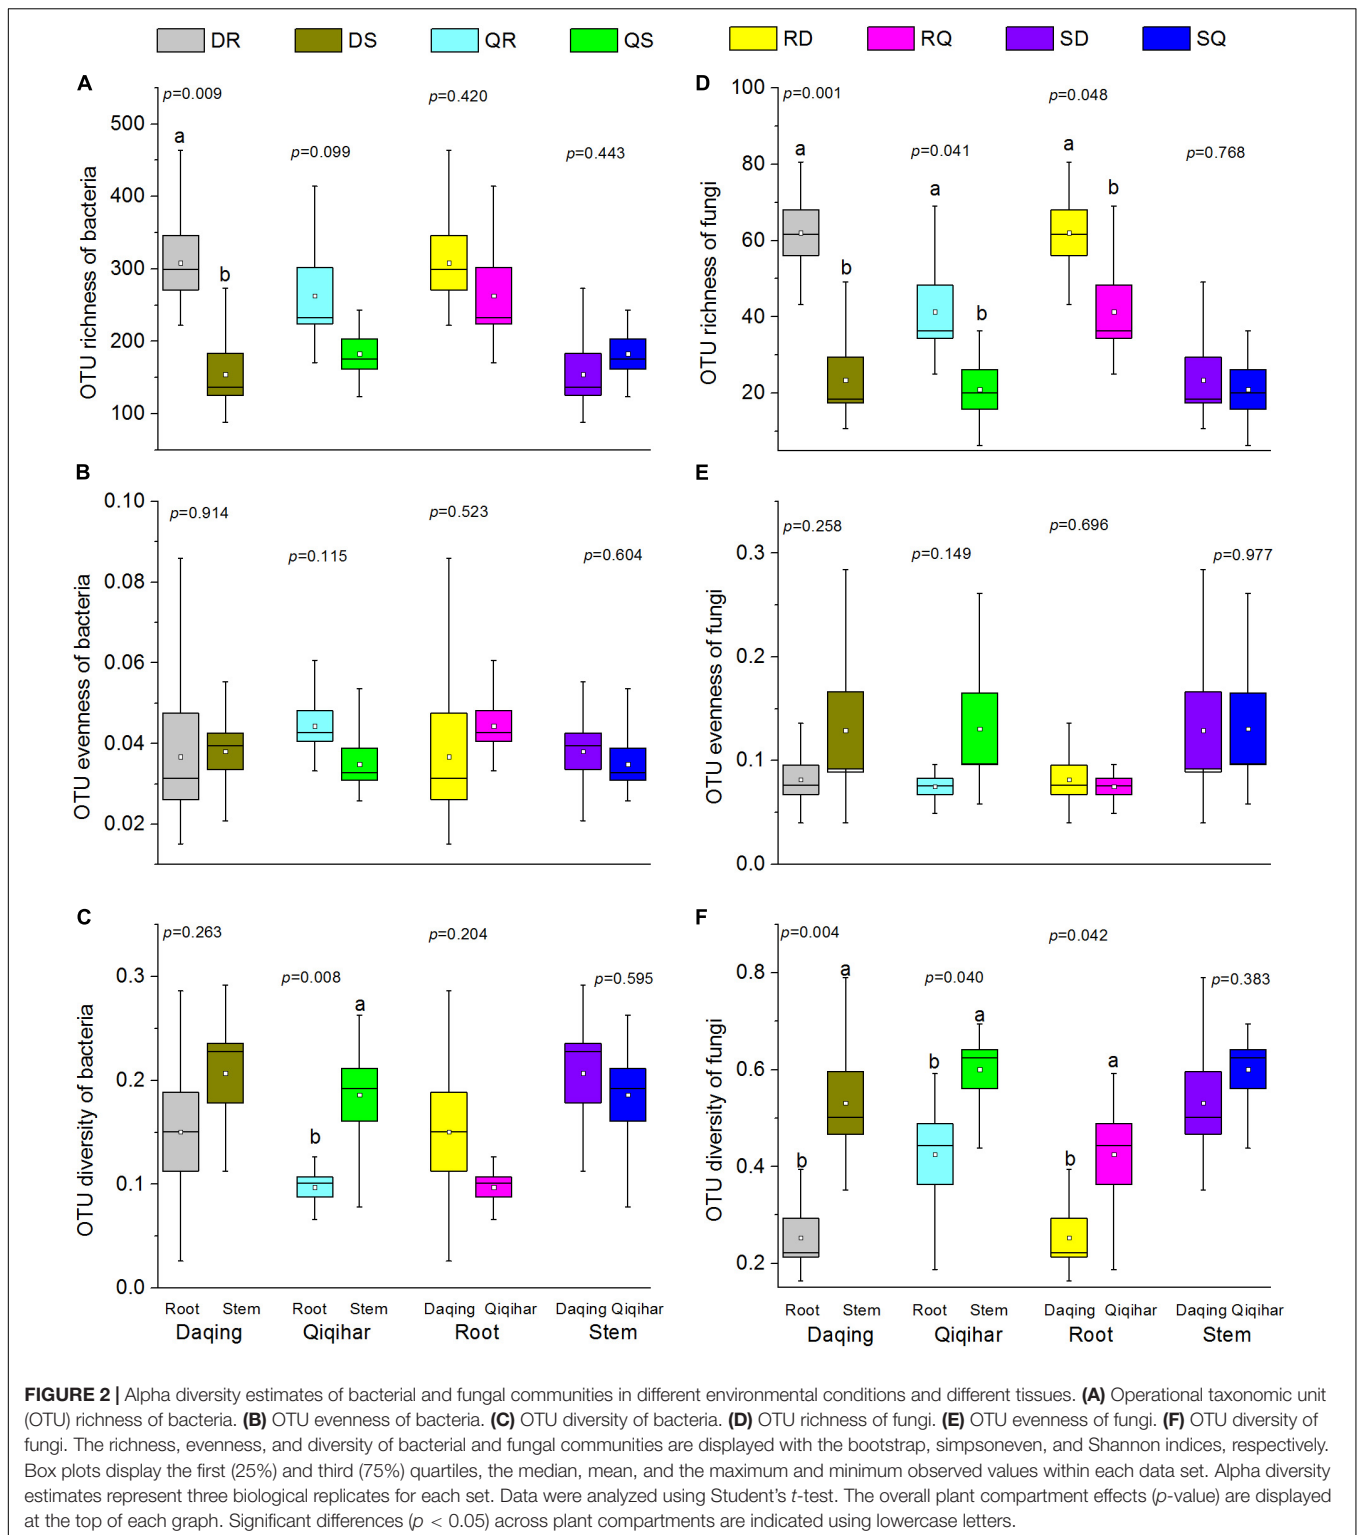 DR DS QR QS RD RQ SD SQ
A
p=0.009
p=0.420
p=0.099
p=0.443
a
b
500
400
300
200
100
OTU richness of bacteria
D
p=0.001
p=0.048
p=0.041
p=0.768
a
b
a
b
a
b
100
80
60
40
20
OTU richness of fungi
B
p=0.914
p=0.523
p=0.115
p=0.604
0.10
0.08
0.06
0.04
0.02
OTU evenness of bacteria
E
p=0.258
p=0.696
p=0.149
p=0.977
0.3
0.2
0.1
0.0
OTU evenness of fungi
C
p=0.263
p=0.204
p=0.008
p=0.595
b
a
0.3
0.2
0.1
0.0
OTU diversity of bacteria
Root Stem Root Stem Daqing Qiqihar Daqing Qiqihar
Daqing Qiqihar Root Stem
F
p=0.004
p=0.042
p=0.040
p=0.383
b
a
b
a
b
a
0.8
0.6
0.4
0.2
OTU diversity of fungi
Root Stem Root Stem Daqing Qiqihar Daqing Qiqihar
Daqing Qiqihar Root Stem
FIGURE 2 | Alpha diversity estimates of bacterial and fungal communities in different environmental conditions and different tissues. (A) Operational taxonomic unit
(OTU) richness of bacteria. (B) OTU evenness of bacteria. (C) OTU diversity of bacteria. (D) OTU richness of fungi. (E) OTU evenness of fungi. (F) OTU diversity of
fungi. The richness, evenness, and diversity of bacterial and fungal communities are displayed with the bootstrap, simpsoneven, and Shannon indices, respectively.
Box plots display the first (25%) and third (75%) quartiles, the median, mean, and the maximum and minimum observed values within each data set. Alpha diversity
estimates represent three biological replicates for each set. Data were analyzed using Student's t-test. The overall plant compartment effects (p-value) are displayed
at the top of each graph. Significant differences (p < 0.05) across plant compartments are indicated using lowercase letters.